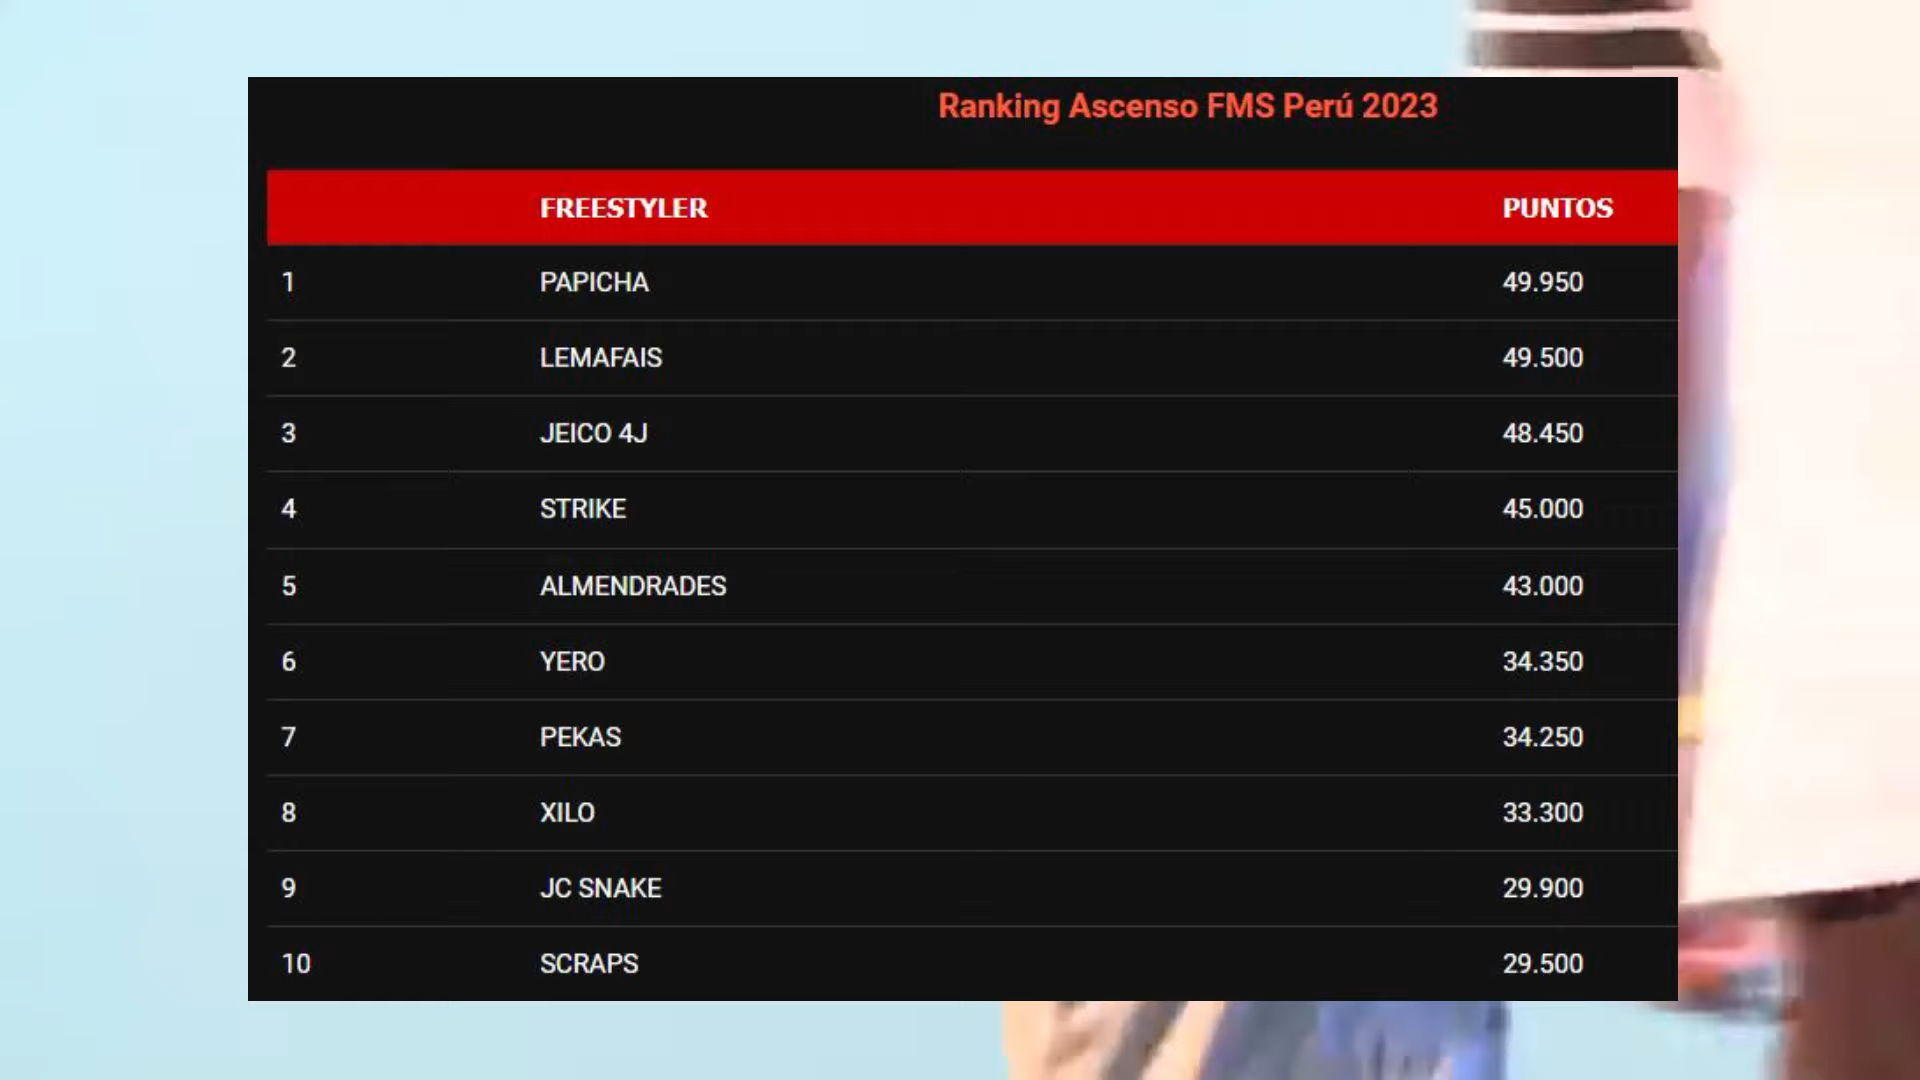 Ranking Ascenso FMS Perú 2023
FREESTYLER PUNTOS
1 PAPICHA 49.950
2 LEMAFAIS 49.500
3 JEICO 4J 48.450
4 STRIKE 45.000
5 ALMENDRADES 43.000
6 YERO 34.350
7 PEKAS 34.250
8 XILO 33.300
9 JC SNAKE 29.900
10 SCRAPS 29.500